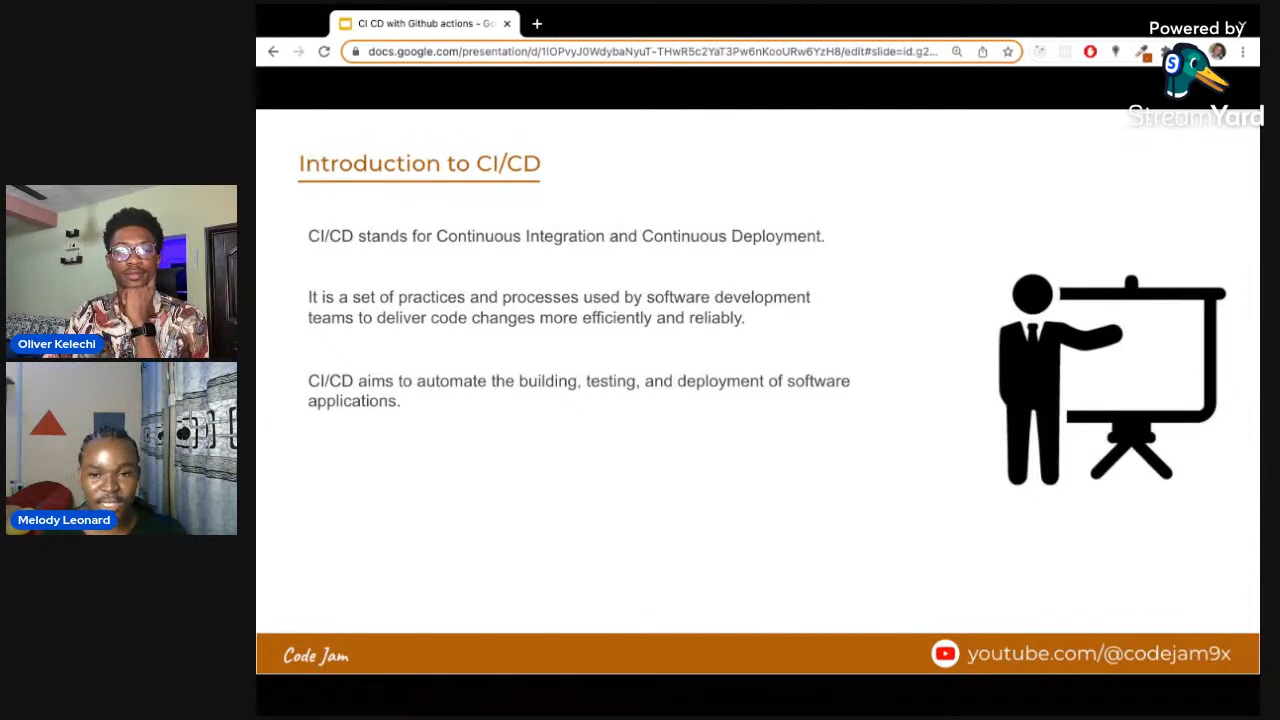 CI CD with Github actions - Go
Powered by
docs.google.com/presentation/d/1IOPvyJ0WdybaNyuT-THwR5c2YaT3Pw6nKooURw6YzH8/edit#slide=id.g2...
S
StreamYard
Introduction to CI/CD
CI/CD stands for Continuous Integration and Continuous Deployment.
It is a set of practices and processes used by software development
teams to deliver code changes more efficiently and reliably.
CI/CD aims to automate the building, testing, and deployment of software
applications.
Oliver Kelechi
Melody Leonard
Code Jam
youtube.com/@codejam9x